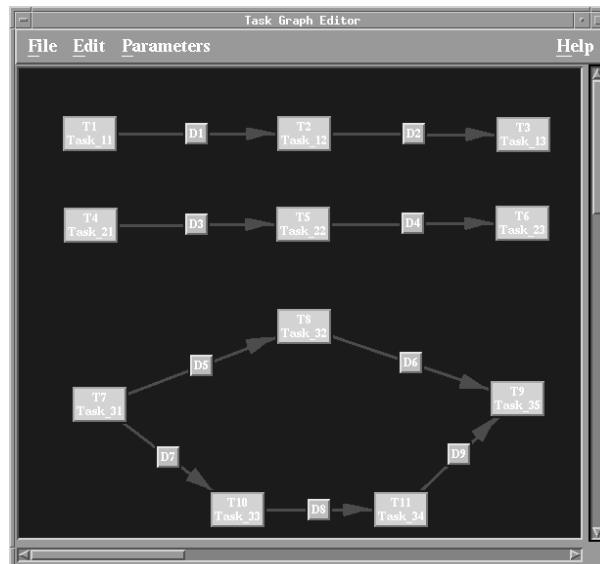 Task Graph Editor
File Edit Parameters Help
T1 D1 T2 D2 T3
Task_11 Task_12 Task_13
T4 D3 T5 D4 T6
Task_21 Task_22 Task_23
T8
Task_32
D5 D6
T7 T9
Task_31 Task_35
D7 D9
T10 D8 T11
Task_33 Task_34